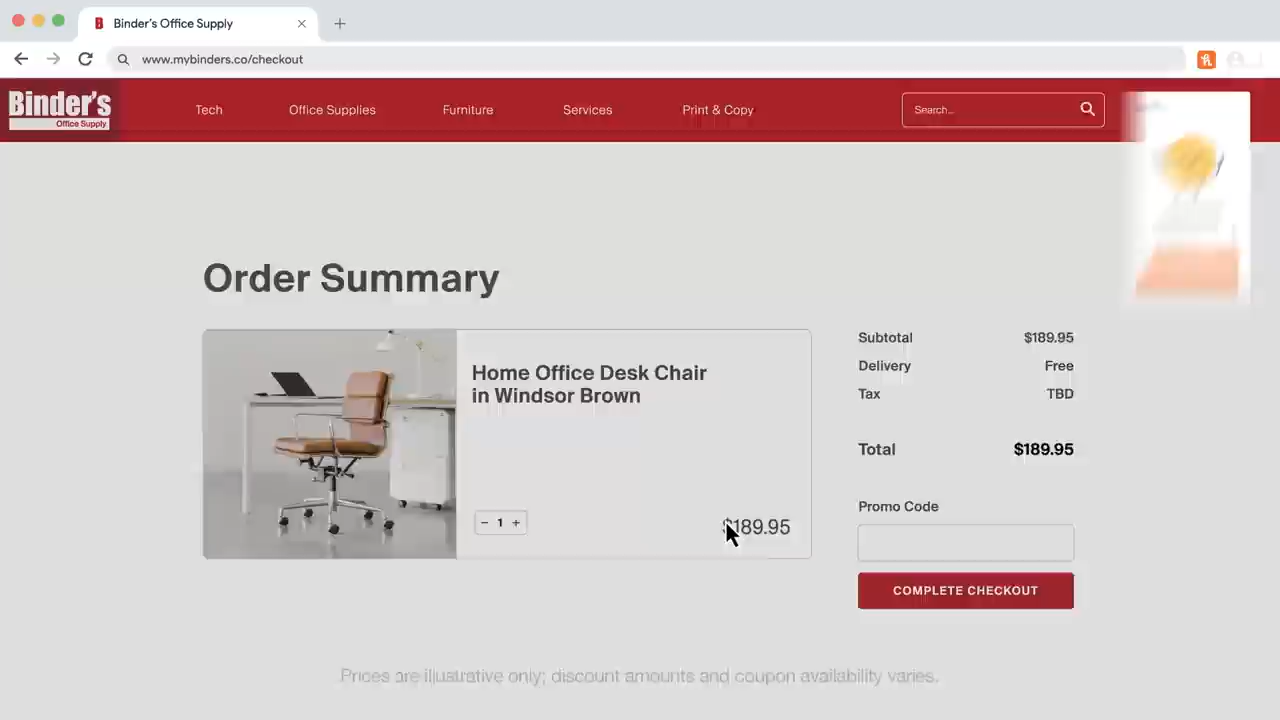 Binder's Office Supply
www.mybinders.co/checkout
Binder's
Office Supply
Tech
Office Supplies
Furniture
Services
Print & Copy
Search...
Order Summary
Home Office Desk Chair
in Windsor Brown
− 1 +
$189.95
Subtotal $189.95
Delivery Free
Tax TBD
Total $189.95
Promo Code
COMPLETE CHECKOUT
Prices are illustrative only; discount amounts and coupon availability varies.